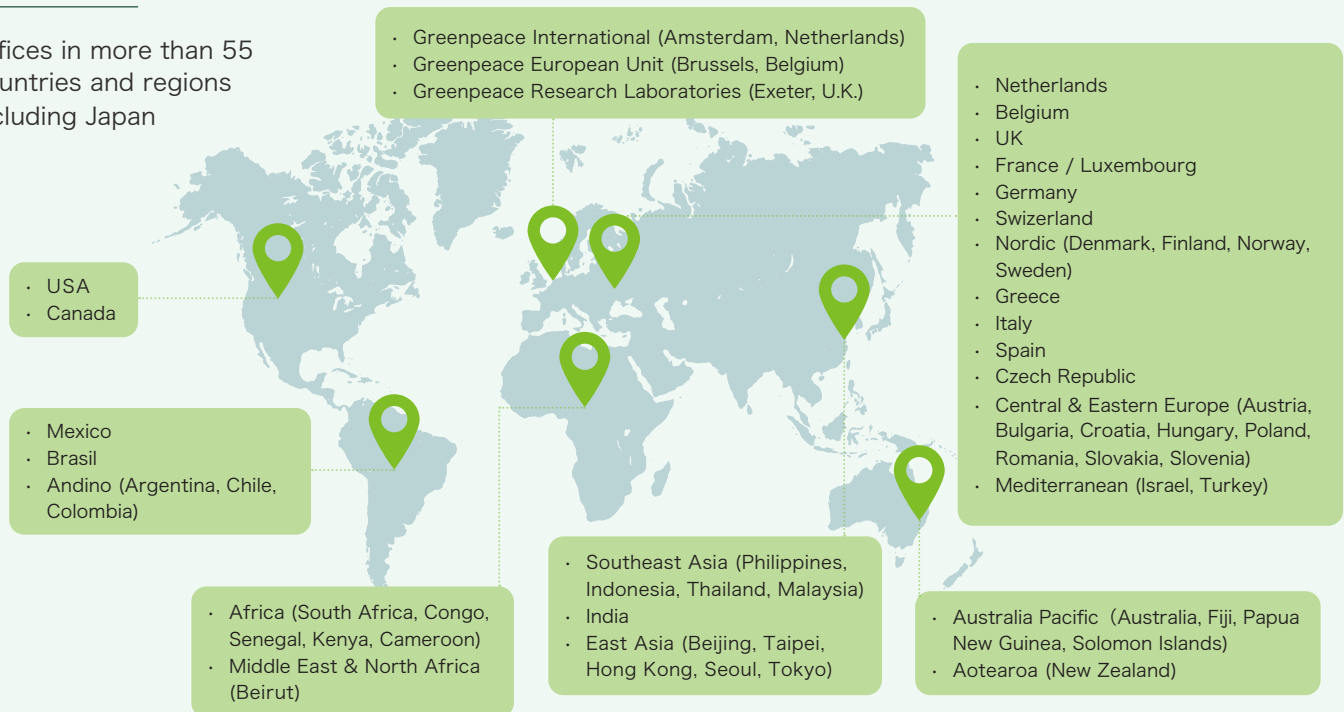 fices in more than 55
untries and regions
cluding Japan
· Greenpeace International (Amsterdam, Netherlands)
· Greenpeace European Unit (Brussels, Belgium)
· Greenpeace Research Laboratories (Exeter, U.K.)
· Netherlands
· Belgium
· UK
· France / Luxembourg
· Germany
· Swizerland
· Nordic (Denmark, Finland, Norway,
Sweden)
· Greece
· Italy
· Spain
· Czech Republic
· Central & Eastern Europe (Austria,
Bulgaria, Croatia, Hungary, Poland,
Romania, Slovakia, Slovenia)
· Mediterranean (Israel, Turkey)
· USA
· Canada
· Mexico
· Brasil
· Andino (Argentina, Chile,
Colombia)
· Africa (South Africa, Congo,
Senegal, Kenya, Cameroon)
· Middle East & North Africa
(Beirut)
· Southeast Asia (Philippines,
Indonesia, Thailand, Malaysia)
· India
· East Asia (Beijing, Taipei,
Hong Kong, Seoul, Tokyo)
· Australia Pacific（Australia, Fiji, Papua
New Guinea, Solomon Islands)
· Aotearoa (New Zealand)